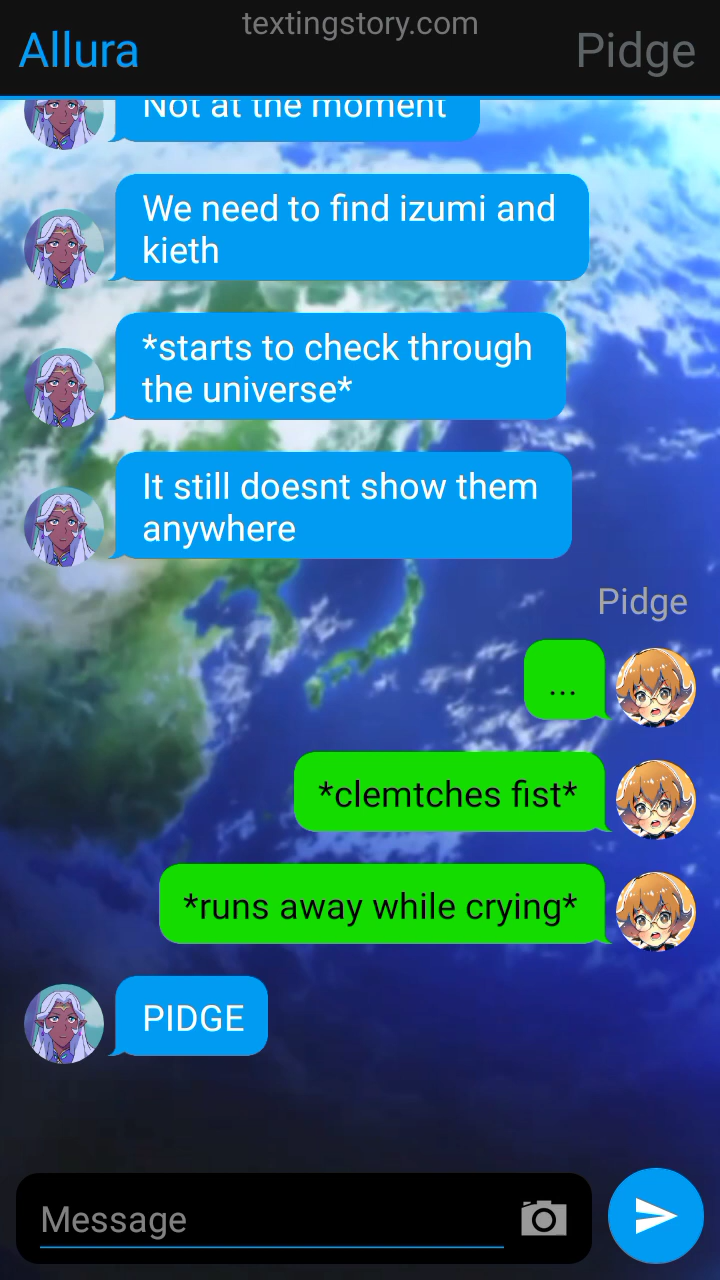 textingstory.com
Allura
Pidge
Not at the moment
We need to find izumi and
kieth
*starts to check through
the universe*
It still doesnt show them
anywhere
Pidge
...
*clemtches fist*
*runs away while crying*
PIDGE
Message